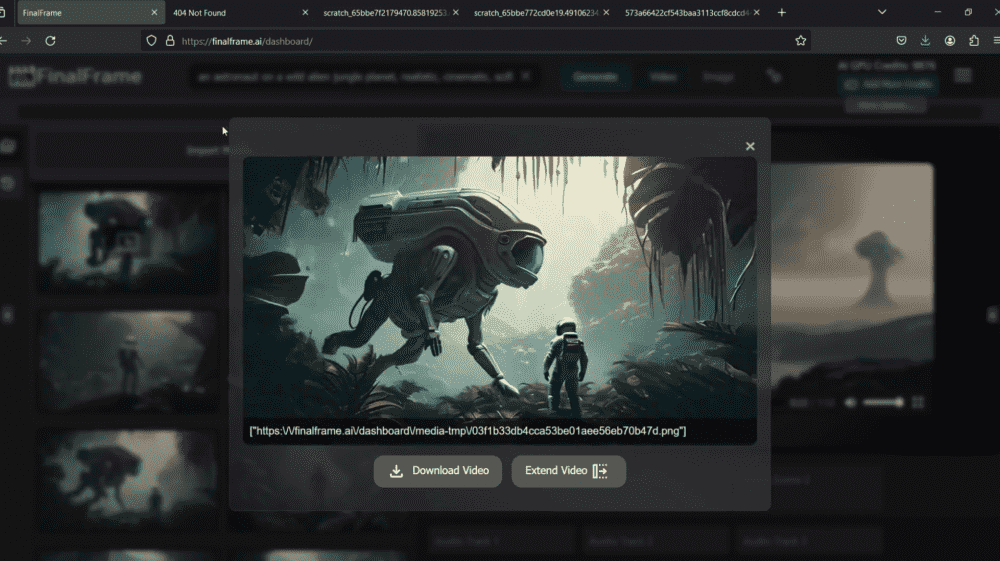 FinalFrame
404 Not Found
scratch_65bbe7f2179470.85819253.
scratch_65bbe772cd0e19.49106234
573a66422cf543baa3113ccf8cdcd4
https://finalframe.ai/dashboard/
FinalFrame
an astronaut on a wild alien jungle planet, realistic, cinematic, scifi
Generate
Video
Image
AI GPU Credits: 9876
Add More Credits
Import
["https:\/\/finalframe.ai\/dashboard\/media-tmp\/03f1b33db4cca53be01aee56eb70b47d.png"]
Download Video
Extend Video
Audio Track 1
Audio Track 2
Audio Track 3